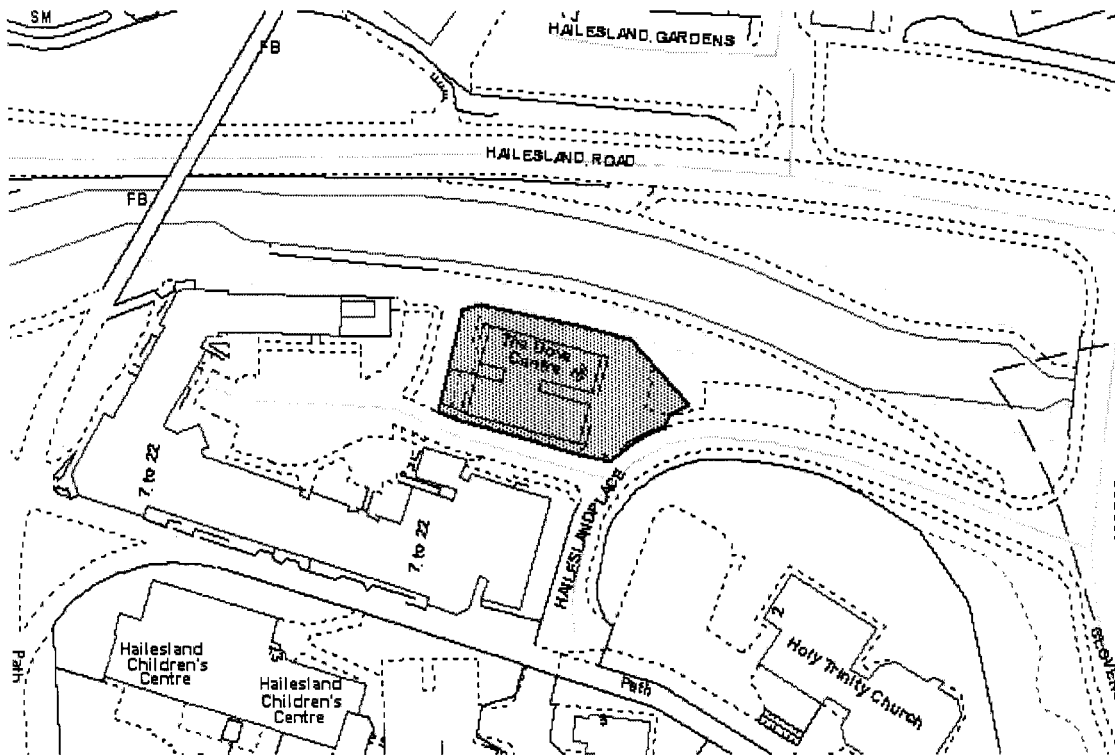 SM
FB
HAILESLAND GARDENS
HAILESLAND ROAD
FB
The Dove
Centre
7 to 22
7 to 22
HAILESLAND PLACE
2
Holy Trinity Church
Hailesland
Children's
Centre
Hailesland
Children's
Centre
Path
Path